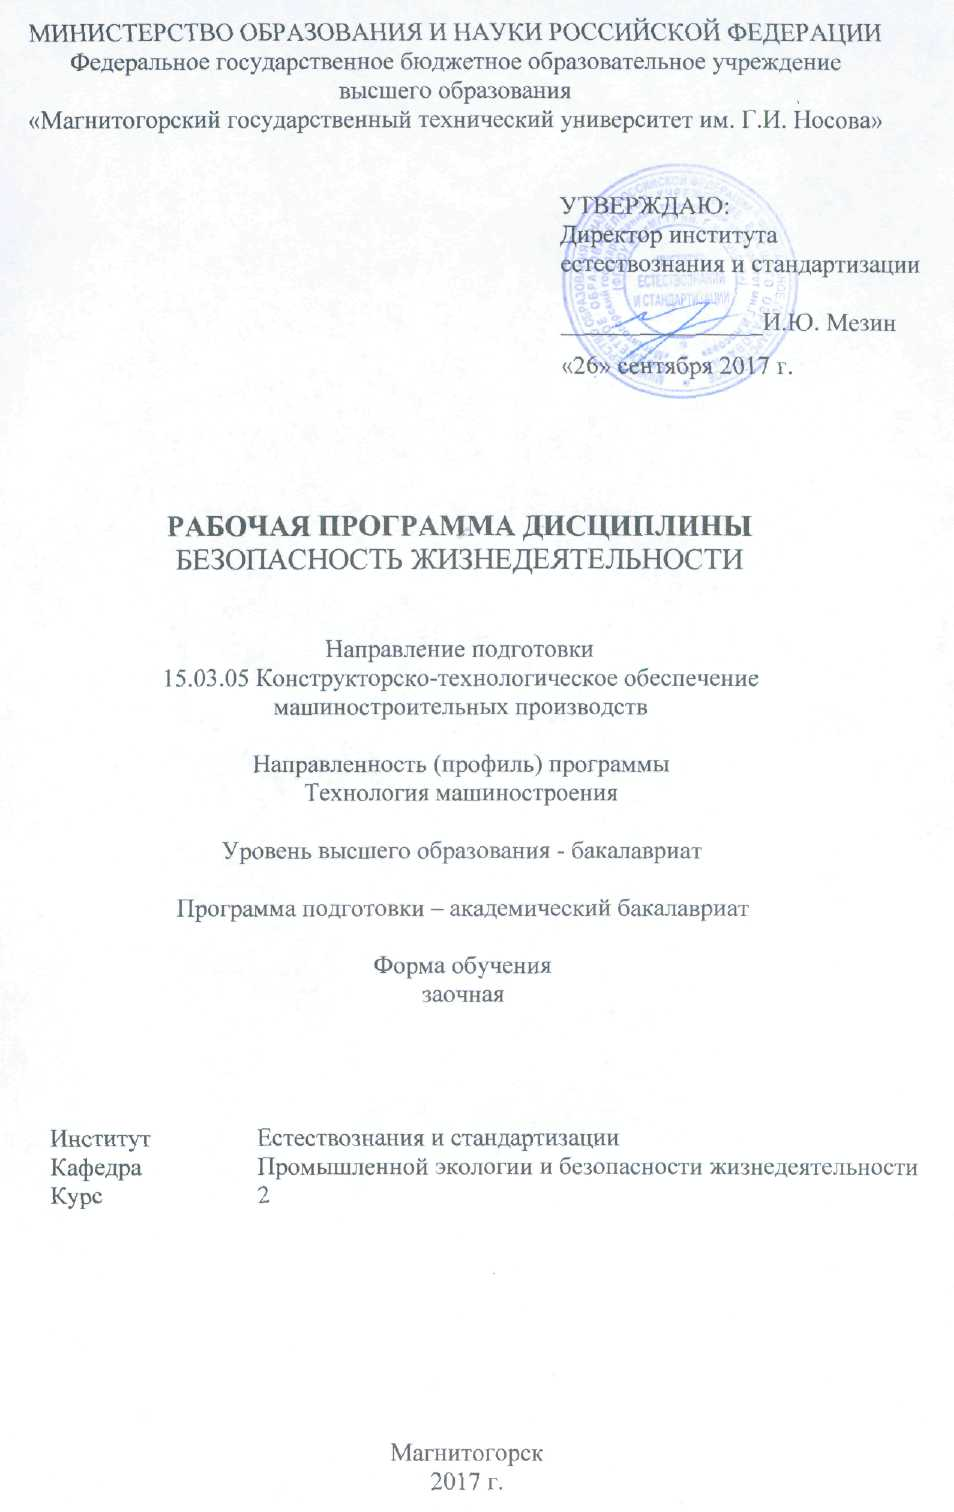 МИНИСТЕРСТВО ОБРАЗОВАНИЯ И НАУКИ РОССИЙСКОЙ ФЕДЕРАЦИИ
Федеральное государственное бюджетное образовательное учреждение
высшего образования
«Магнитогорский государственный технический университет им. Г.И. Носова»
УТВЕРЖДАЮ:
Директор института
естествознания и стандартизации
ЕСТЕСТВОЗНАНИЯ
И СТАНДАРТИЗАЦИИ
И.Ю. Мезин
«26» сентября 2017 г.
РАБОЧАЯ ПРОГРАММА ДИСЦИПЛИНЫ
БЕЗОПАСНОСТЬ ЖИЗНЕДЕЯТЕЛЬНОСТИ
Направление подготовки
15.03.05 Конструкторско-технологическое обеспечение
машиностроительных производств
Направленность (профиль) программы
Технология машиностроения
Уровень высшего образования - бакалавриат
Программа подготовки – академический бакалавриат
Форма обучения
заочная
Институт Естествознания и стандартизации
Кафедра Промышленной экологии и безопасности жизнедеятельности
Курс 2
Магнитогорск
2017 г.